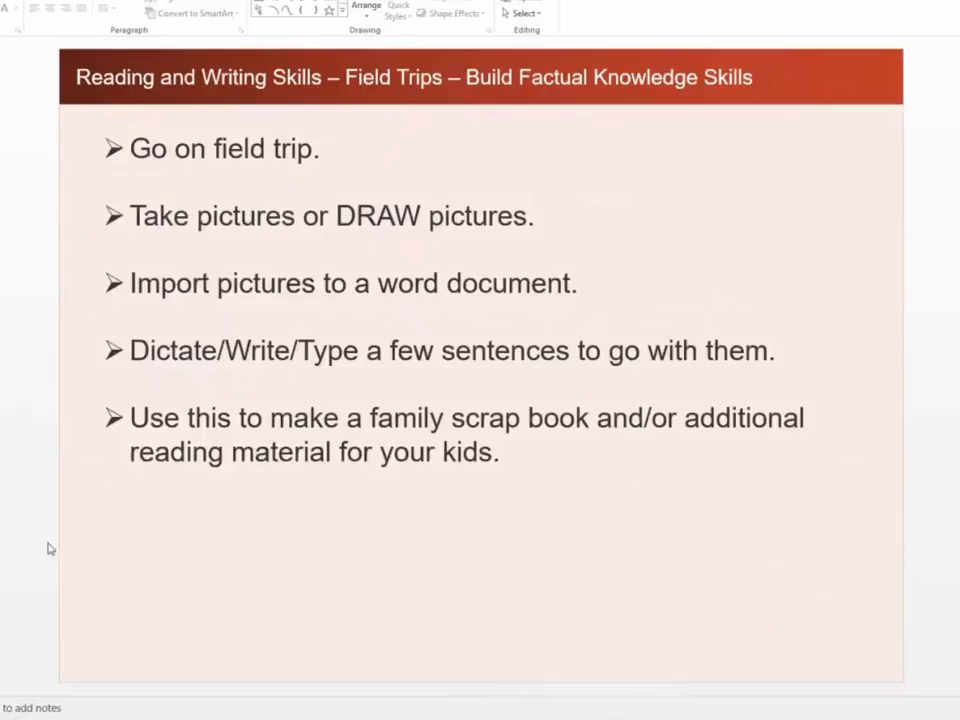 A
Convert to SmartArt
Arrange
Quick
Styles
Shape Effects
Select
Paragraph
Drawing
Editing
Reading and Writing Skills – Field Trips – Build Factual Knowledge Skills
➢ Go on field trip.
➢ Take pictures or DRAW pictures.
➢ Import pictures to a word document.
➢ Dictate/Write/Type a few sentences to go with them.
➢ Use this to make a family scrap book and/or additional
reading material for your kids.
to add notes